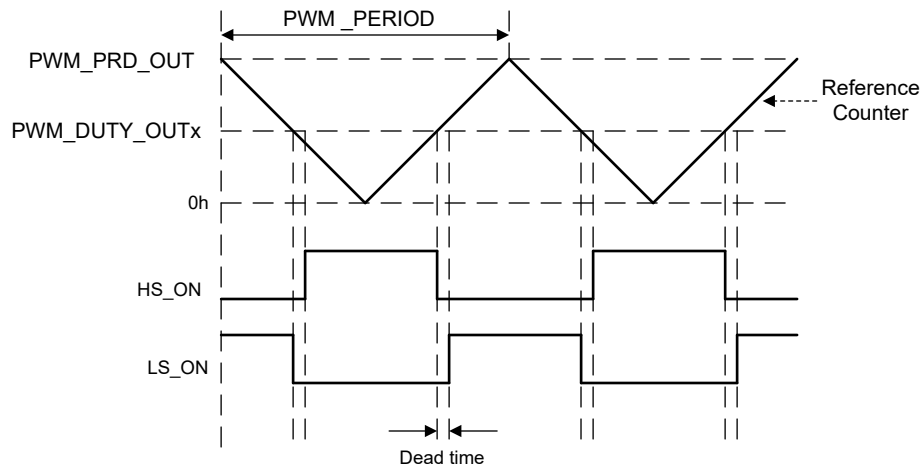 PWM _PERIOD
PWM_PRD_OUT
Reference
Counter
PWM_DUTY_OUTx
0h
HS_ON
LS_ON
Dead time